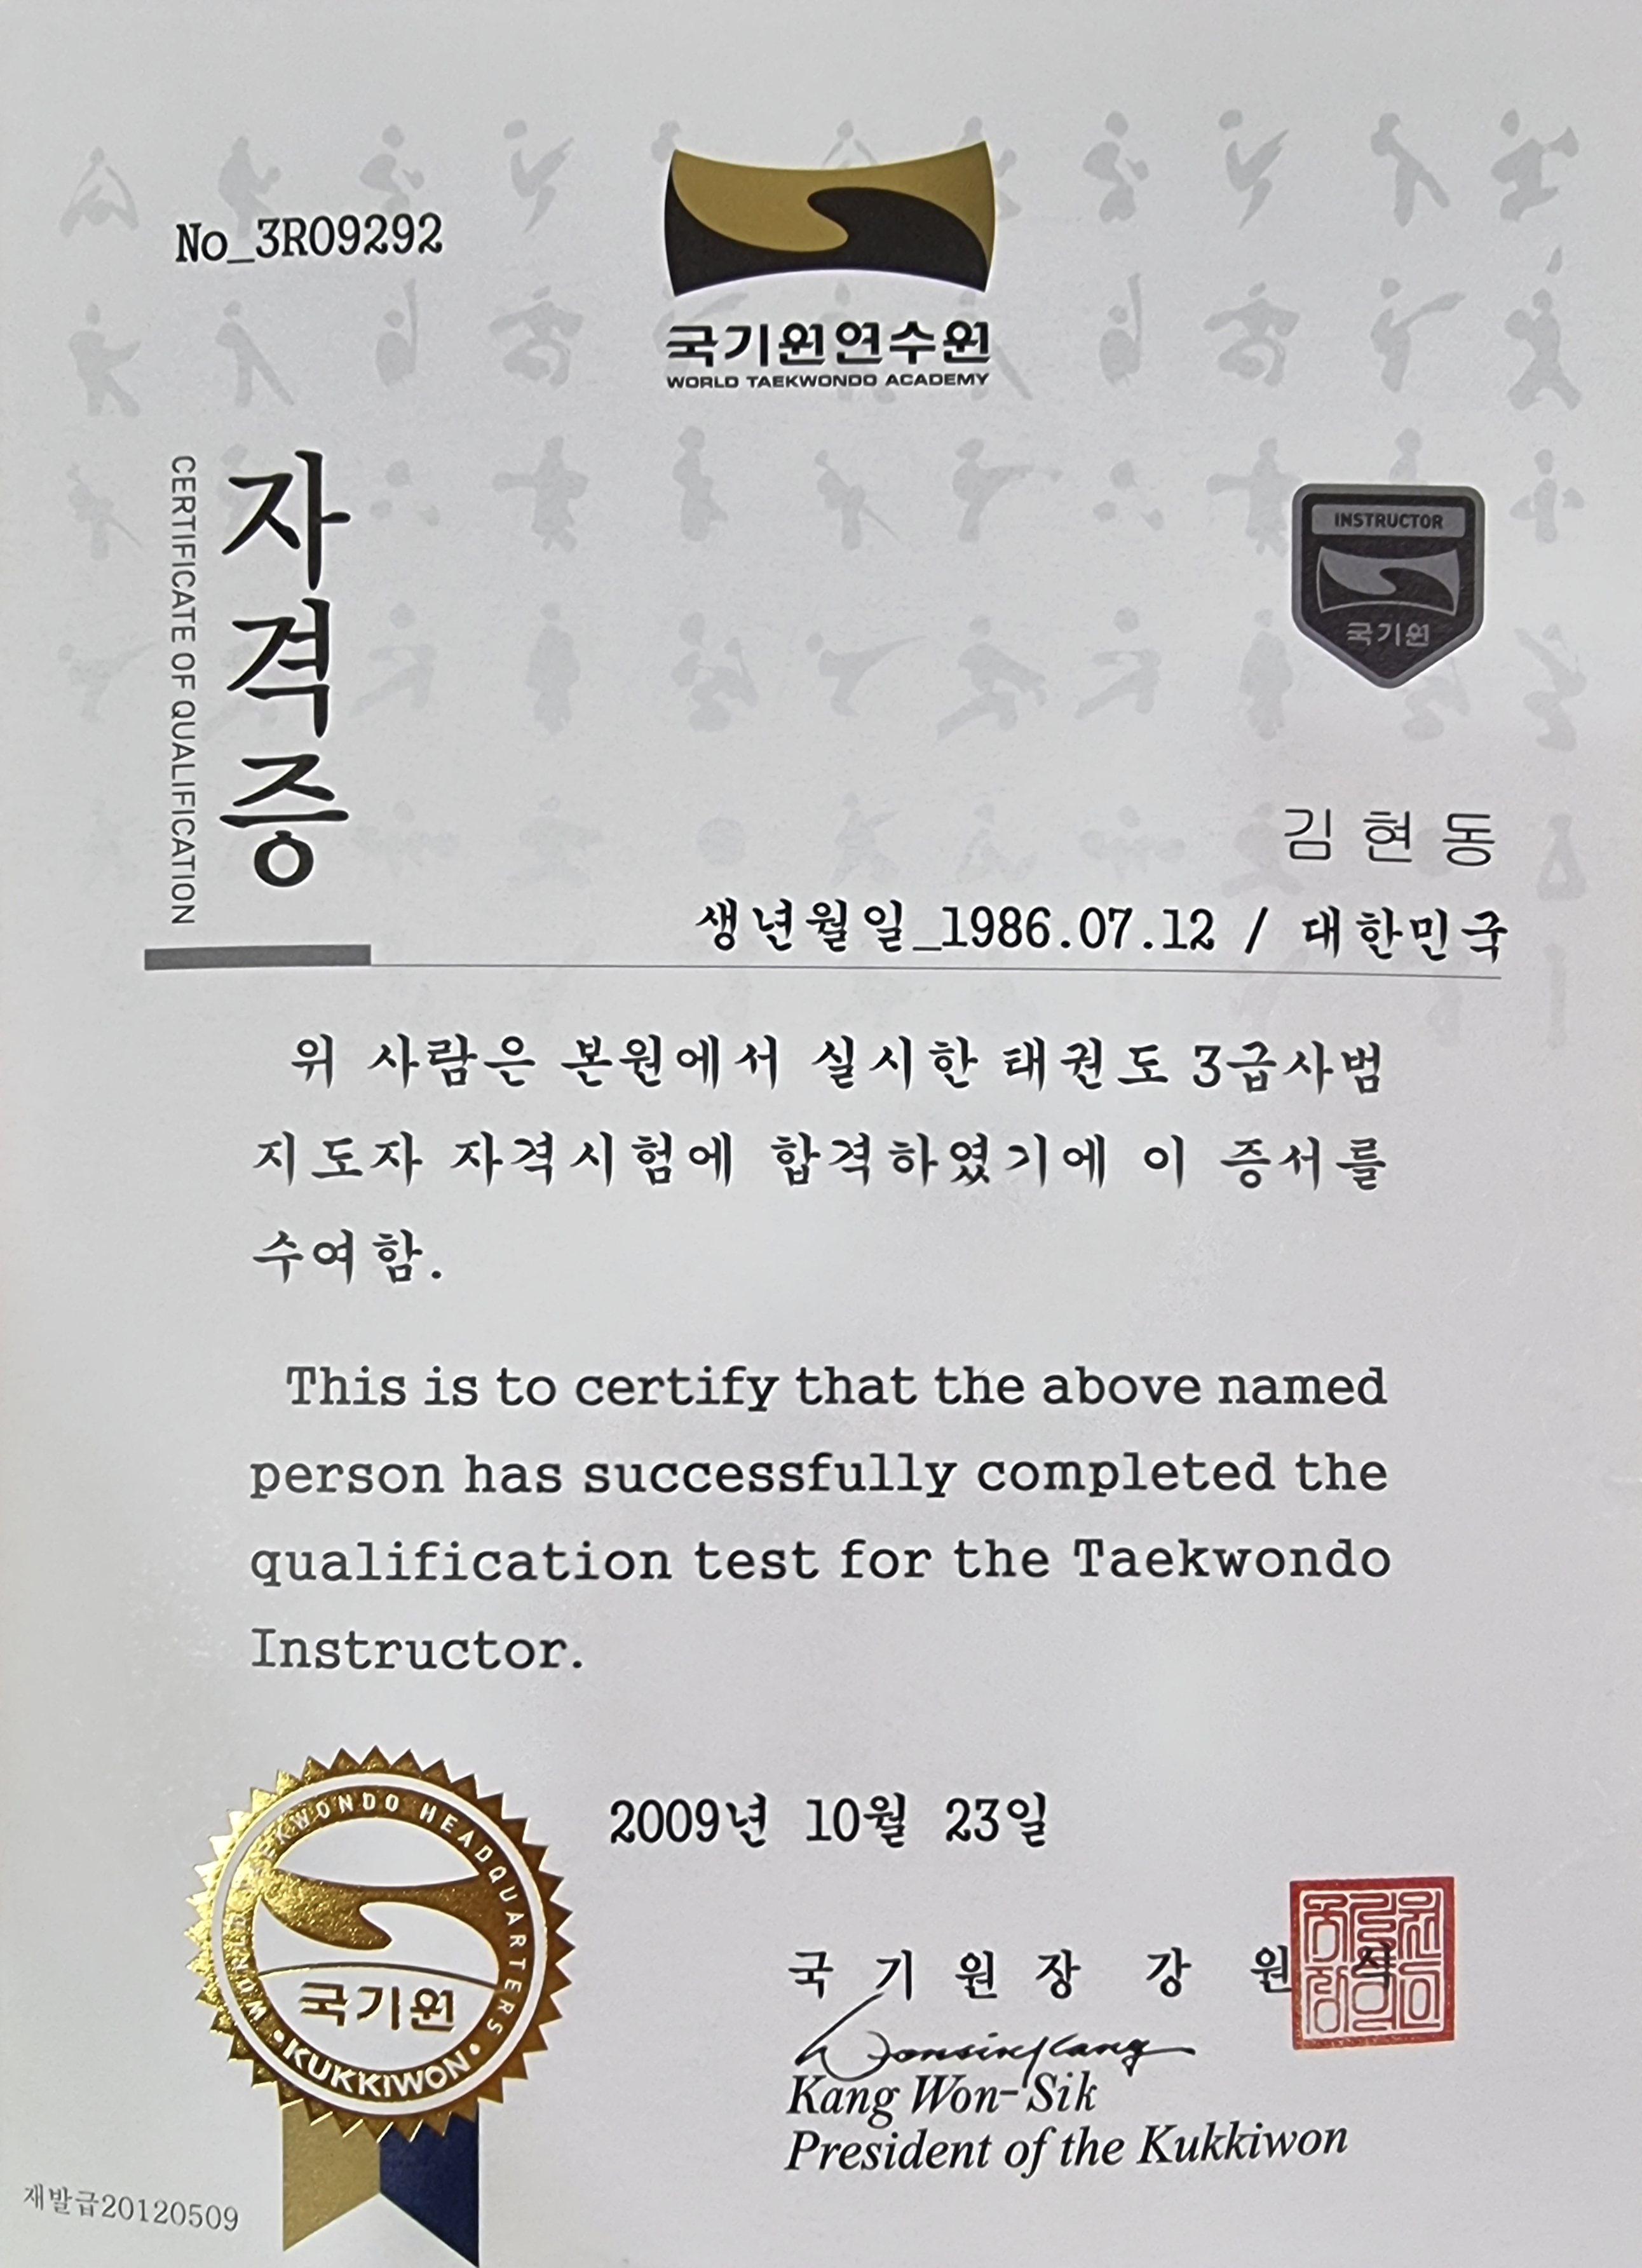 No_3R09292
국기원연수원
WORLD TAEKWONDO ACADEMY
자격증
CERTIFICATE OF QUALIFICATION
INSTRUCTOR
국기원
김현동
생년월일_1986.07.12 / 대한민국
위 사람은 본원에서 실시한 태권도 3급사범
지도자 자격시험에 합격하였기에 이 증서를
수여함.
This is to certify that the above named
person has successfully completed the
qualification test for the Taekwondo
Instructor.
2009년 10월 23일
WORLD TAEKWONDO HEADQUARTERS
국기원
• KUKKIWON •
국기원장 강원식
Kang Won-Sik
President of the Kukkiwon
재발급20120509